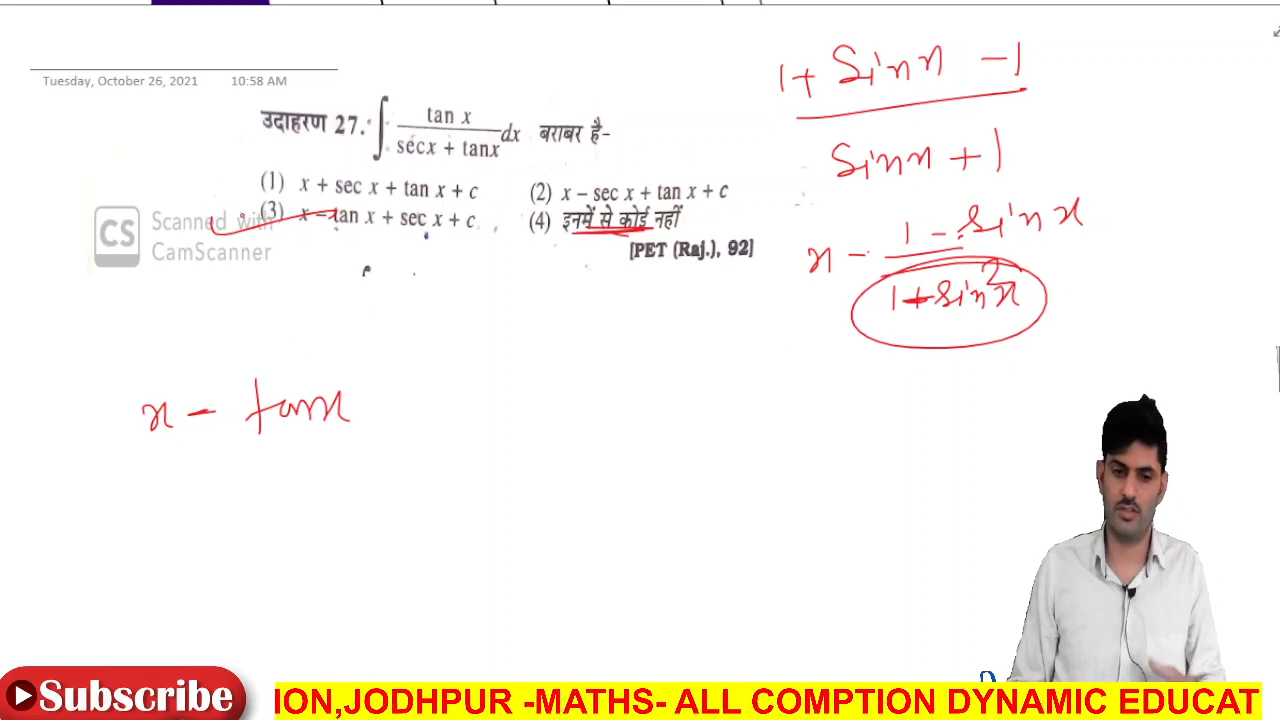 Tuesday, October 26, 2021 10:58 AM
उदाहरण 27. ∫ tan x / (sec x + tan x) dx बराबर है–
(1) x + sec x + tan x + c (2) x – sec x + tan x + c
(3) x – tan x + sec x + c (4) इनमें से कोई नहीं
[PET (Raj.), 92]
CS Scanned with
CamScanner
1 + Sin x - 1
Sin x + 1
x - 1 - Sin x
1 - Sin²x
x - tan x
Subscribe
ION,JODHPUR -MATHS- ALL COMPTION DYNAMIC EDUCAT